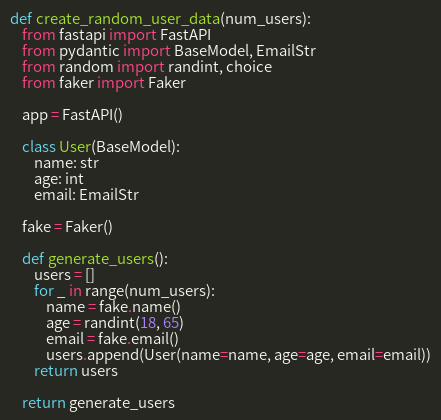 def create_random_user_data(num_users):
    from fastapi import FastAPI
    from pydantic import BaseModel, EmailStr
    from random import randint, choice
    from faker import Faker

    app = FastAPI()

    class User(BaseModel):
        name: str
        age: int
        email: EmailStr

    fake = Faker()

    def generate_users():
        users = []
        for _ in range(num_users):
            name = fake.name()
            age = randint(18, 65)
            email = fake.email()
            users.append(User(name=name, age=age, email=email))
        return users

    return generate_users